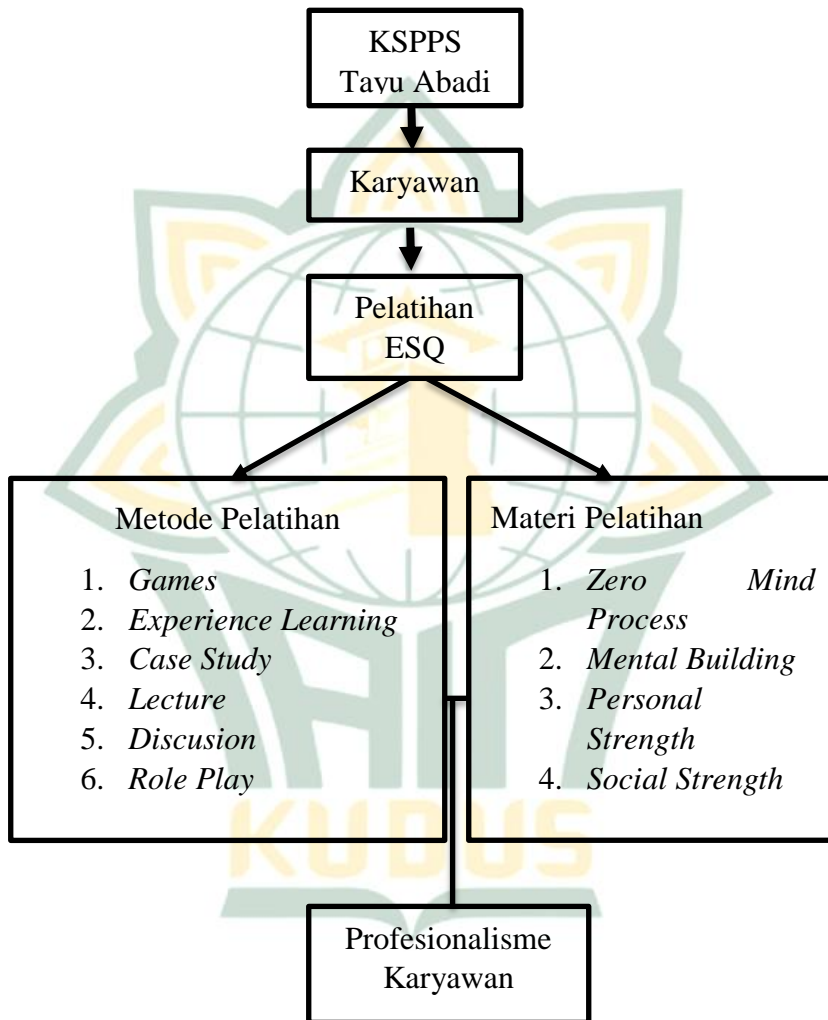 KSPPS
Tayu Abadi
Karyawan
Pelatihan
ESQ
Metode Pelatihan
1. Games
2. Experience Learning
3. Case Study
4. Lecture
5. Discusion
6. Role Play
Materi Pelatihan
1. Zero Mind
Process
2. Mental Building
3. Personal
Strength
4. Social Strength
IAIN
KUDUS
Profesionalisme
Karyawan